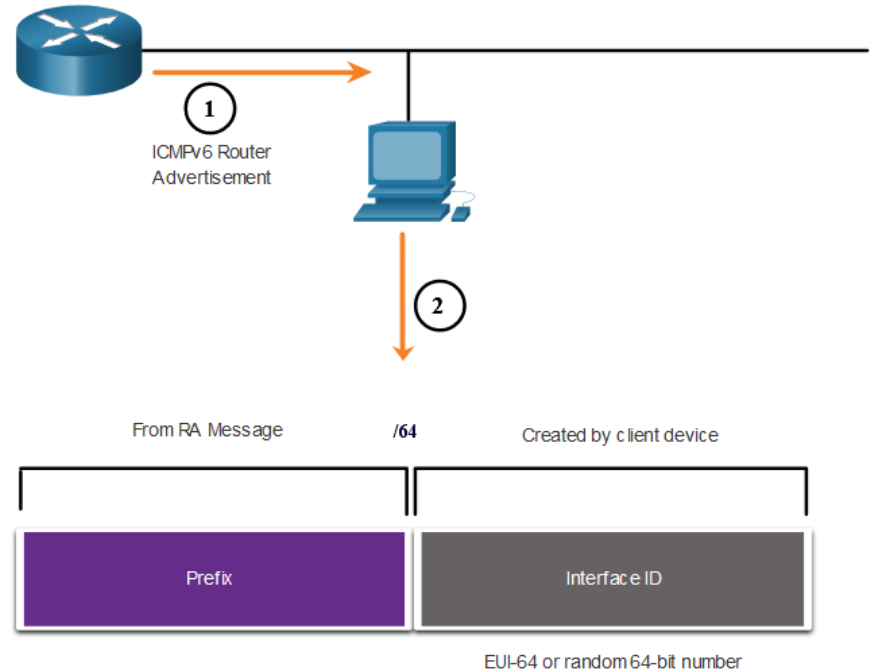 1
ICMPv6 Router
Advertisement
2
From RA Message
/64
Created by client device
Prefix
Interface ID
EUI-64 or random 64-bit number